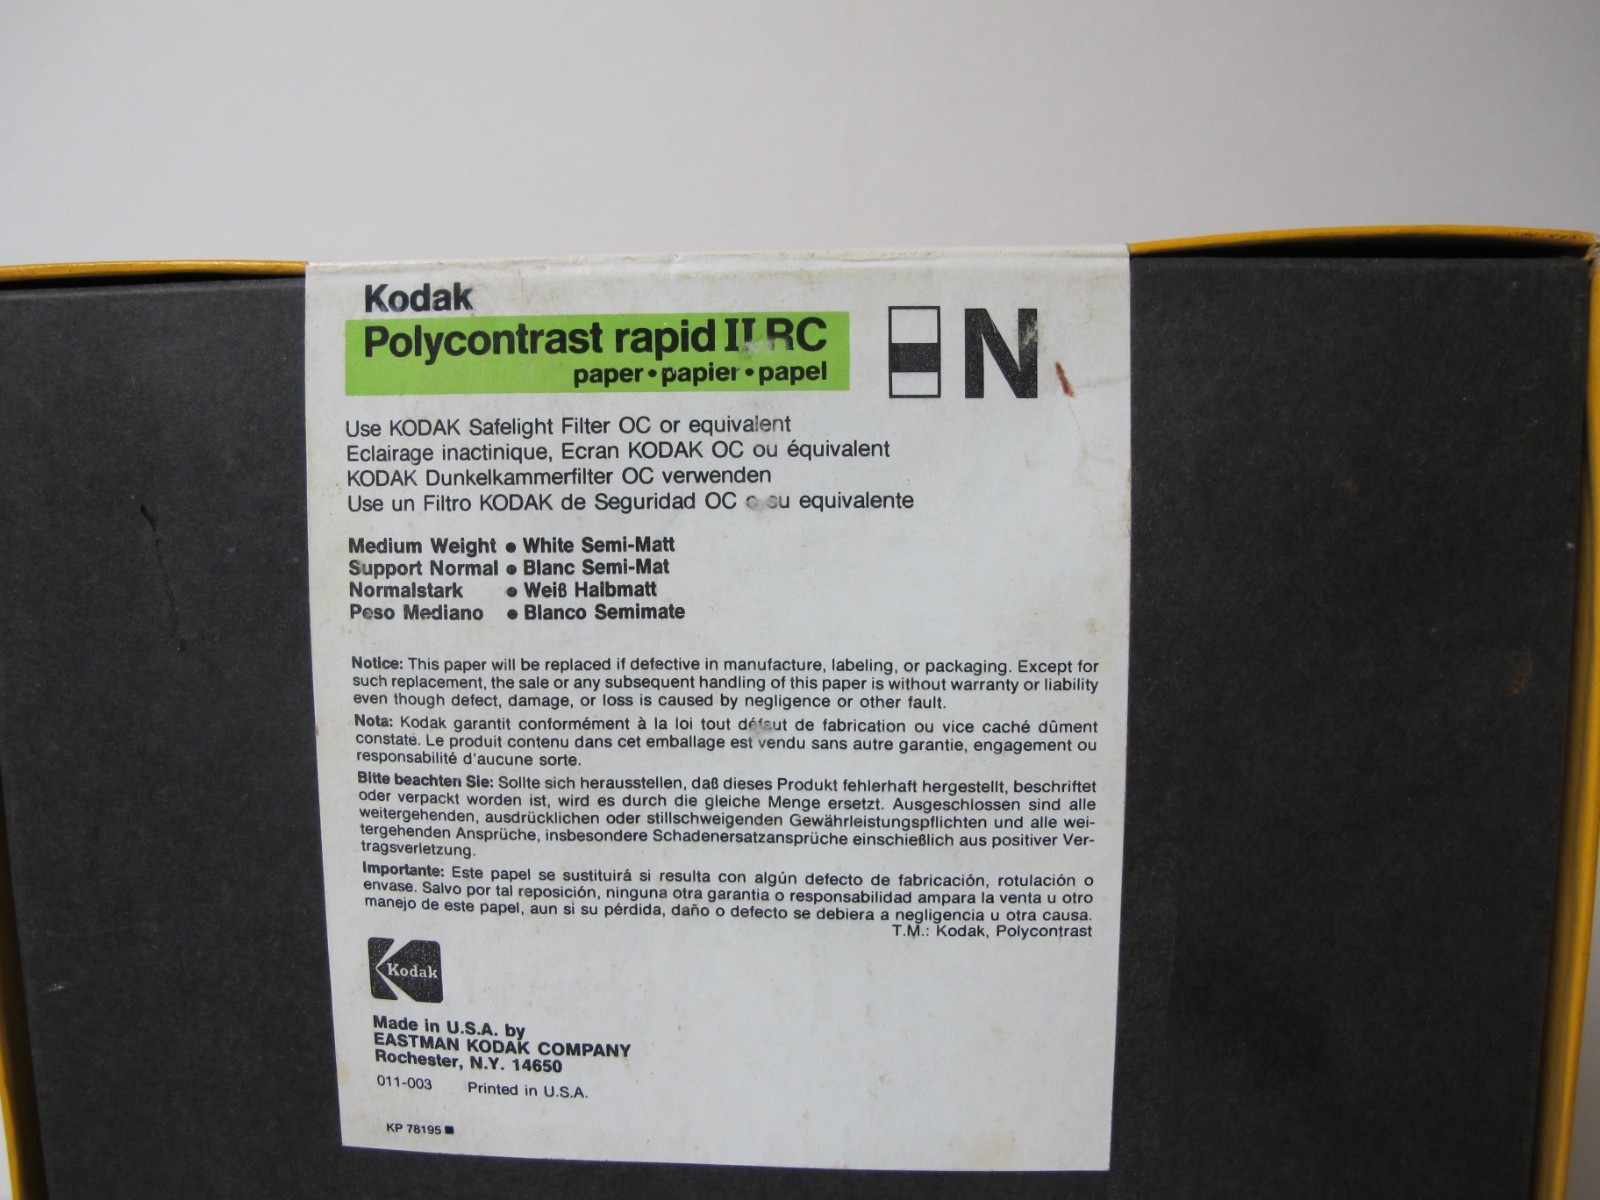 Kodak
Polycontrast rapid II RC
paper • papier • papel
N
Use KODAK Safelight Filter OC or equivalent
Eclairage inactinique, Ecran KODAK OC ou équivalent
KODAK Dunkelkammerfilter OC verwenden
Use un Filtro KODAK de Seguridad OC o su equivalente
Medium Weight • White Semi-Matt
Support Normal • Blanc Semi-Mat
Normalstark • Weiß Halbmatt
Peso Mediano • Blanco Semimate
Notice: This paper will be replaced if defective in manufacture, labeling, or packaging. Except for
such replacement, the sale or any subsequent handling of this paper is without warranty or liability
even though defect, damage, or loss is caused by negligence or other fault.
Nota: Kodak garantit conformément à la loi tout défaut de fabrication ou vice caché dûment
constaté. Le produit contenu dans cet emballage est vendu sans autre garantie, engagement ou
responsabilité d'aucune sorte.
Bitte beachten Sie: Sollte sich herausstellen, daß dieses Produkt fehlerhaft hergestellt, beschriftet
oder verpackt worden ist, wird es durch die gleiche Menge ersetzt. Ausgeschlossen sind alle
weitergehenden, ausdrücklichen oder stillschweigenden Gewährleistungspflichten und alle wei-
tergehenden Ansprüche, insbesondere Schadenersatzansprüche einschießlich aus positiver Ver-
tragsverletzung.
Importante: Este papel se sustituirá si resulta con algún defecto de fabricación, rotulación o
envase. Salvo por tal reposición, ninguna otra garantia o responsabilidad ampara la venta u otro
manejo de este papel, aun si su pérdida, daño o defecto se debiera a negligencia u otra causa.
T.M.: Kodak, Polycontrast
Kodak
Made in U.S.A. by
EASTMAN KODAK COMPANY
Rochester, N.Y. 14650
011-003 Printed in U.S.A.
KP 78195 ■